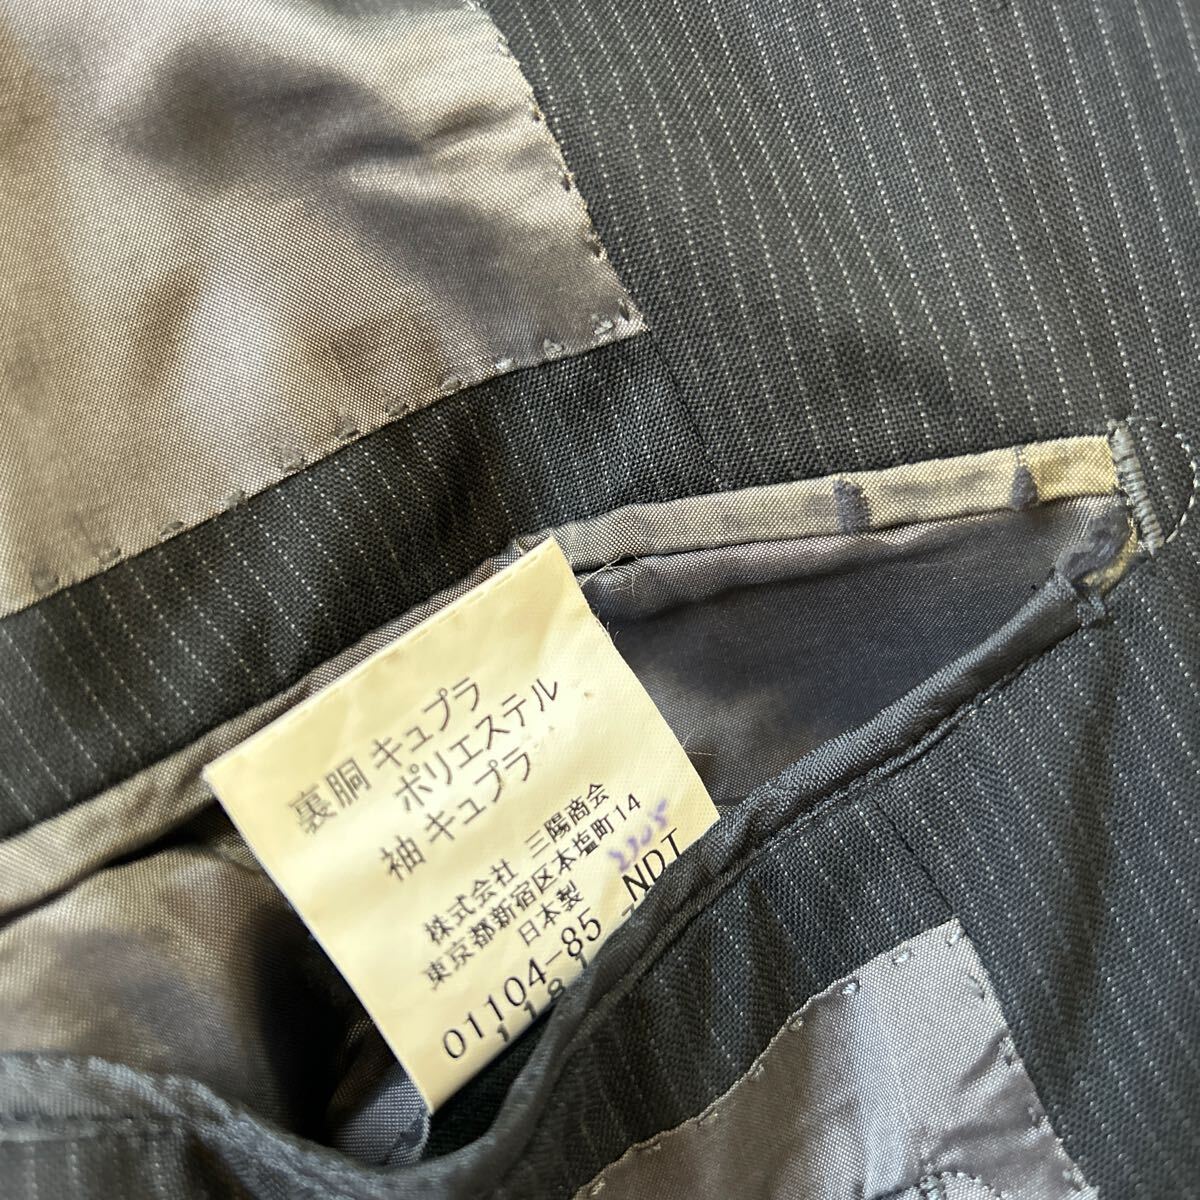 裏胴 キュプラ
ポリエステル
袖 キュプラ
株式会社 三陽商会
東京都新宿区本塩町14
日本製
01104-85 NDT